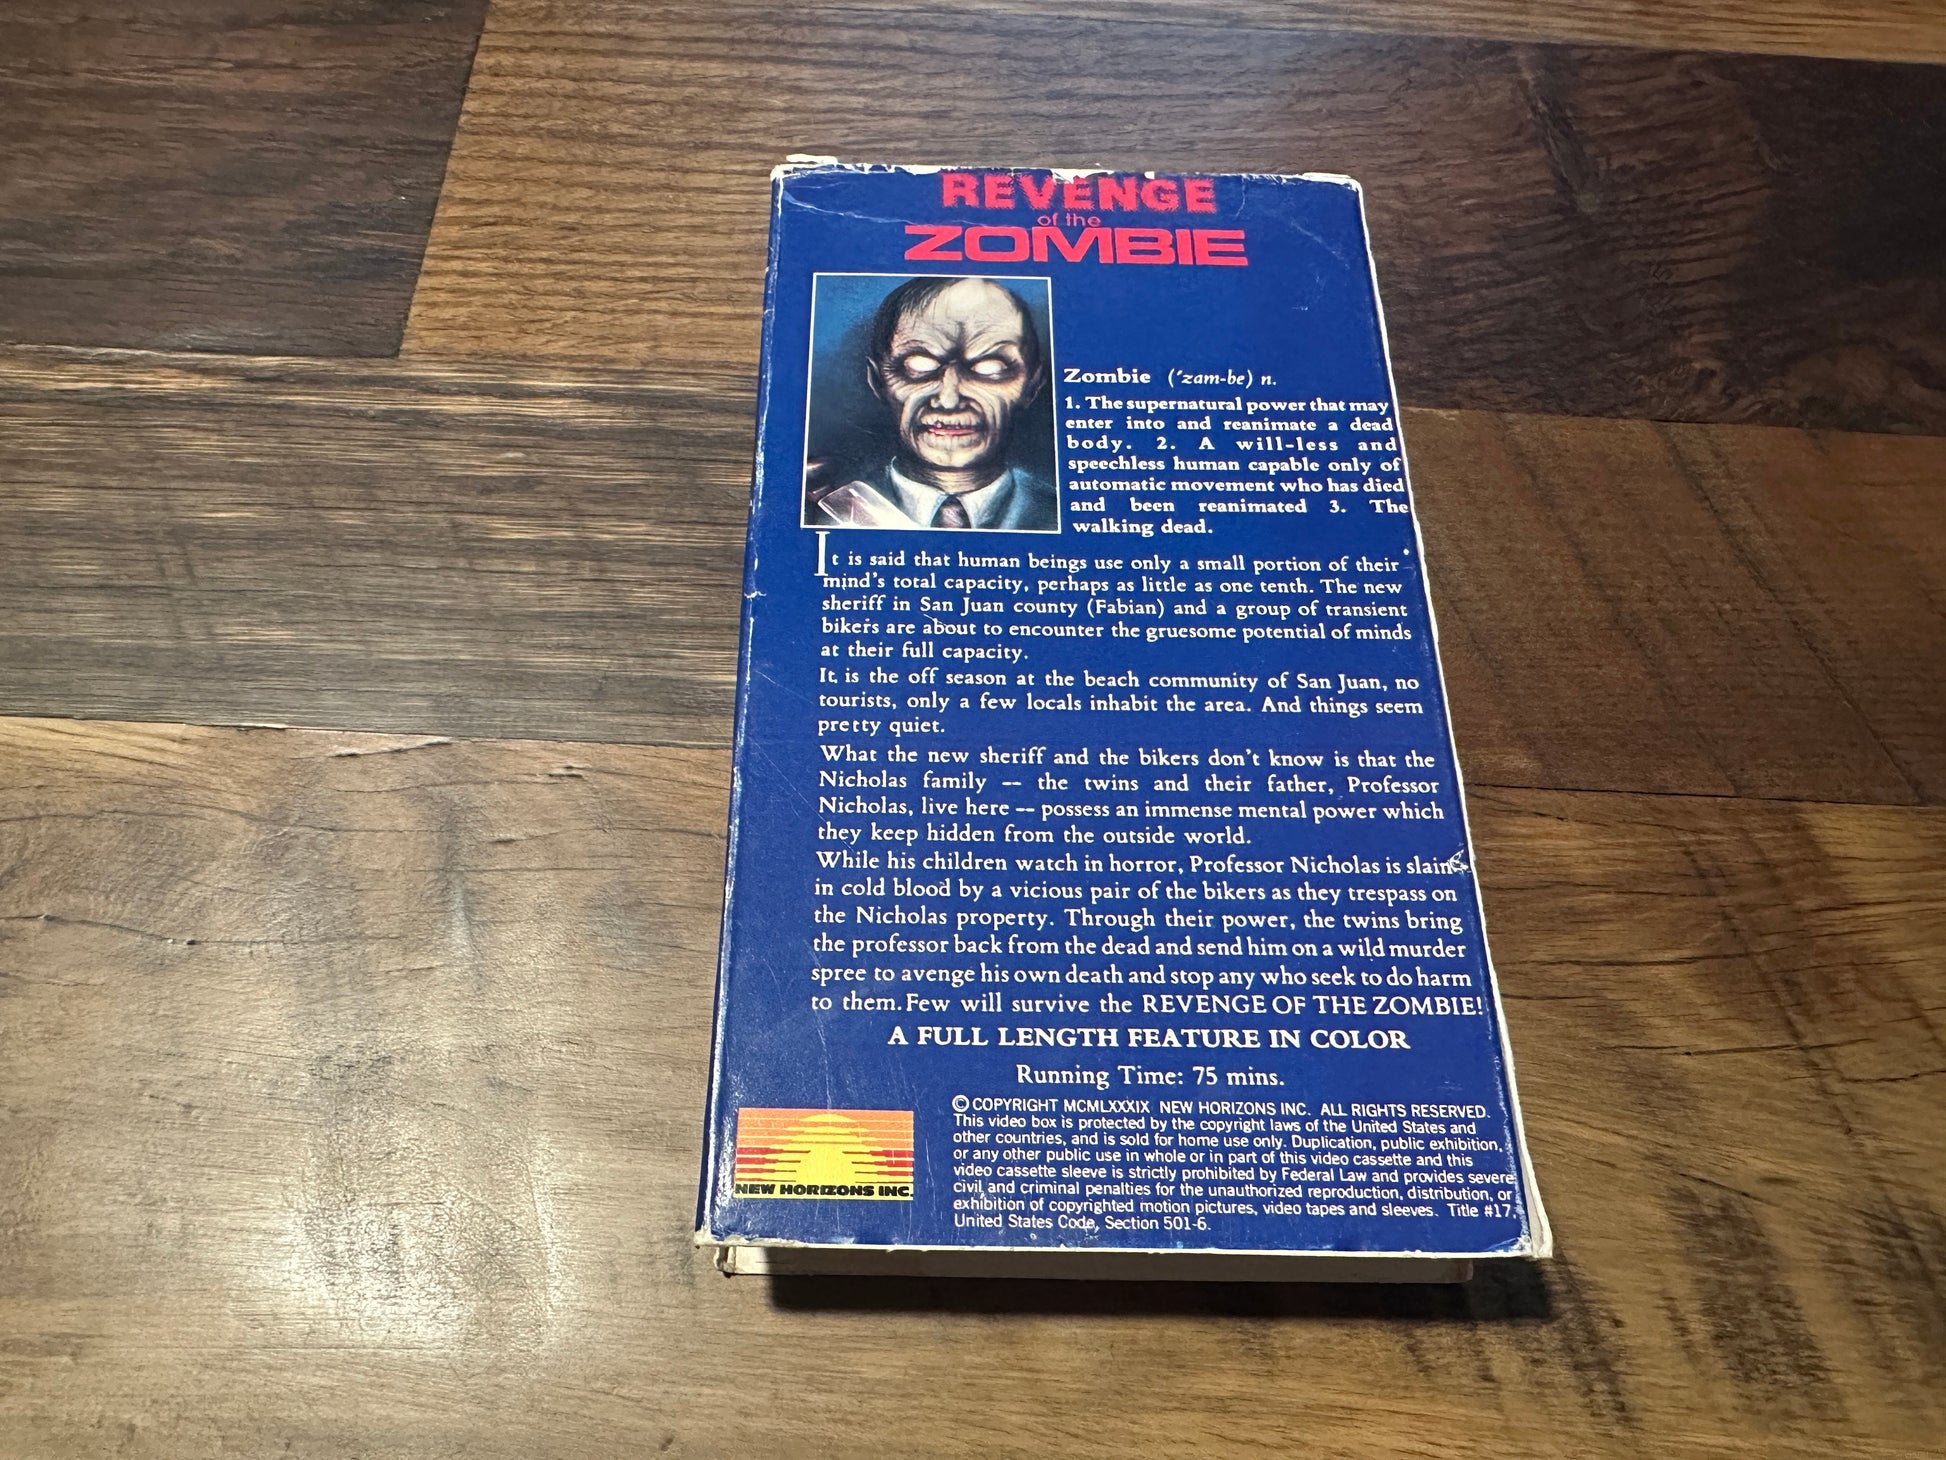 REVENGE
of the
ZOMBIE
Zombie ('zam-be) n.
1. The supernatural power that may
enter into and reanimate a dead
body. 2. A will-less and
speechless human capable only of
automatic movement who has died
and been reanimated 3. The
walking dead.
It is said that human beings use only a small portion of their
mind's total capacity, perhaps as little as one tenth. The new
sheriff in San Juan county (Fabian) and a group of transient
bikers are about to encounter the gruesome potential of minds
at their full capacity.
It is the off season at the beach community of San Juan, no
tourists, only a few locals inhabit the area. And things seem
pretty quiet.
What the new sheriff and the bikers don't know is that the
Nicholas family — the twins and their father, Professor
Nicholas, live here — possess an immense mental power which
they keep hidden from the outside world.
While his children watch in horror, Professor Nicholas is slain
in cold blood by a vicious pair of the bikers as they trespass on
the Nicholas property. Through their power, the twins bring
the professor back from the dead and send him on a wild murder
spree to avenge his own death and stop any who seek to do harm
to them. Few will survive the REVENGE OF THE ZOMBIE!
A FULL LENGTH FEATURE IN COLOR
Running Time: 75 mins.
© COPYRIGHT MCMLXXXIX NEW HORIZONS INC. ALL RIGHTS RESERVED.
This video box is protected by the copyright laws of the United States and
other countries, and is sold for home use only. Duplication, public exhibition,
or any other public use in whole or in part of this video cassette and this
video cassette sleeve is strictly prohibited by Federal Law and provides severe
civil and criminal penalties for the unauthorized reproduction, distribution, or
exhibition of copyrighted motion pictures, video tapes and sleeves. Title #17,
United States Code, Section 501-6.
NEW HORIZONS INC.